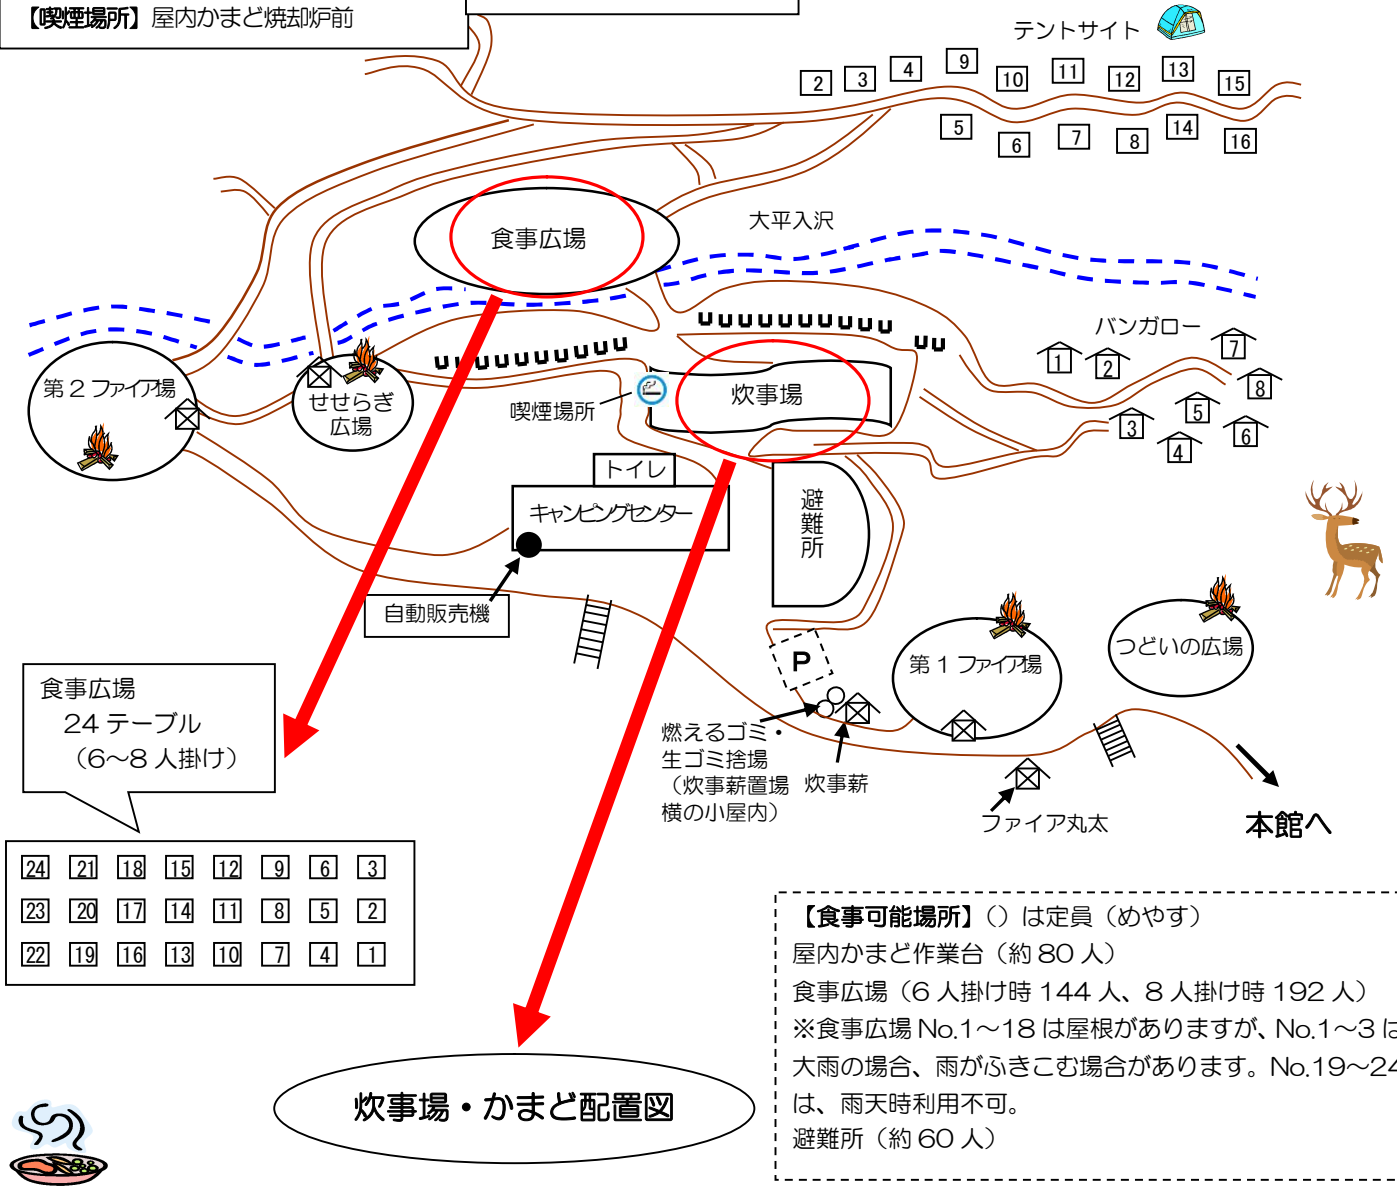 【喫煙場所】屋内かまど焼却炉前
テントサイト
2 3 4 9 10 11 12 13 15
5 6 7 8 14 16
食事広場
大平入沢
バンガロー
1 2 7 8
3 4 5 6
第2ファイア場
せせらぎ
広場
喫煙場所
炊事場
トイレ
キャンピングセンター
避難所
自動販売機
P
第1ファイア場
つどいの広場
食事広場
24テーブル
（6～8人掛け）
燃えるゴミ・
生ゴミ捨場
（炊事薪置場
横の小屋内）
炊事薪
ファイア丸太
本館へ
24 21 18 15 12 9 6 3
23 20 17 14 11 8 5 2
22 19 16 13 10 7 4 1
【食事可能場所】（）は定員（めやす）
屋内かまど作業台（約80人）
食事広場（6人掛け時144人、8人掛け時192人）
※食事広場No.1～18は屋根がありますが、No.1～3は
大雨の場合、雨がふきこむ場合があります。No.19～24
は、雨天時利用不可。
避難所（約60人）
炊事場・かまど配置図